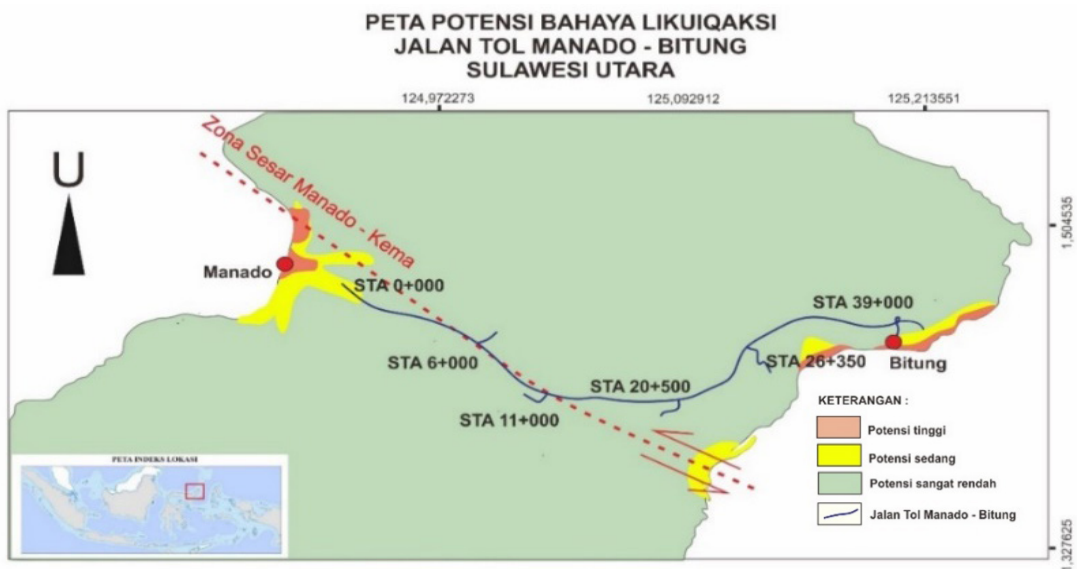 PETA POTENSI BAHAYA LIKUIQAKSI
JALAN TOL MANADO - BITUNG
SULAWESI UTARA
124,972273
125,092912
125,213551
U
Zona Sesar Manado - Kema
1,504535
Manado
STA 0+000
STA 39+000
STA 6+000
STA 26+350
Bitung
STA 20+500
STA 11+000
KETERANGAN :
Potensi tinggi
Potensi sedang
Potensi sangat rendah
Jalan Tol Manado - Bitung
PETA INDEKS LOKASI
1,327625